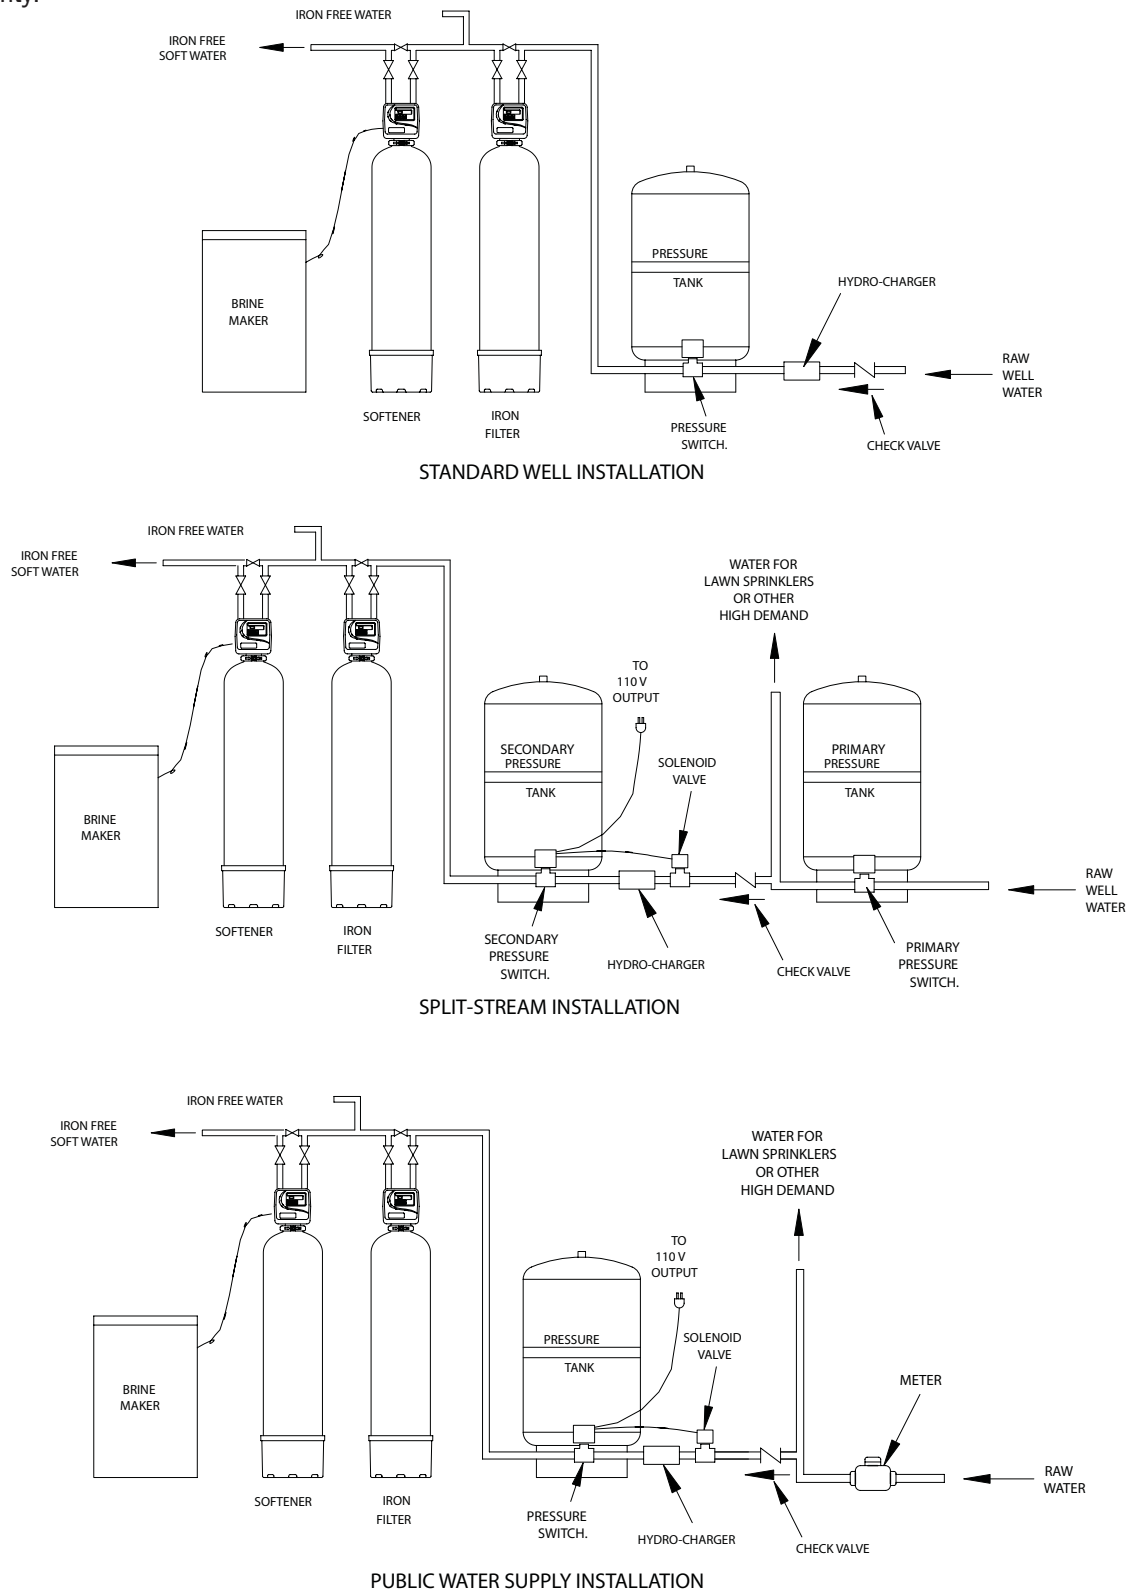 IRON FREE WATER
IRON FREE
SOFT WATER
PRESSURE
TANK
HYDRO-CHARGER
BRINE
MAKER
RAW
WELL
WATER
SOFTENER
IRON
FILTER
PRESSURE
SWITCH.
CHECK VALVE
STANDARD WELL INSTALLATION
IRON FREE WATER
IRON FREE
SOFT WATER
WATER FOR
LAWN SPRINKLERS
OR OTHER
HIGH DEMAND
TO
110 V
OUTPUT
SECONDARY
PRESSURE
TANK
SOLENOID
VALVE
PRIMARY
PRESSURE
TANK
BRINE
MAKER
RAW
WELL
WATER
SOFTENER
IRON
FILTER
SECONDARY
PRESSURE
SWITCH.
HYDRO-CHARGER
CHECK VALVE
PRIMARY
PRESSURE
SWITCH.
SPLIT-STREAM INSTALLATION
IRON FREE WATER
IRON FREE
SOFT WATER
WATER FOR
LAWN SPRINKLERS
OR OTHER
HIGH DEMAND
TO
110 V
OUTPUT
PRESSURE
TANK
SOLENOID
VALVE
METER
BRINE
MAKER
RAW
WATER
SOFTENER
IRON
FILTER
PRESSURE
SWITCH.
HYDRO-CHARGER
CHECK VALVE
PUBLIC WATER SUPPLY INSTALLATION